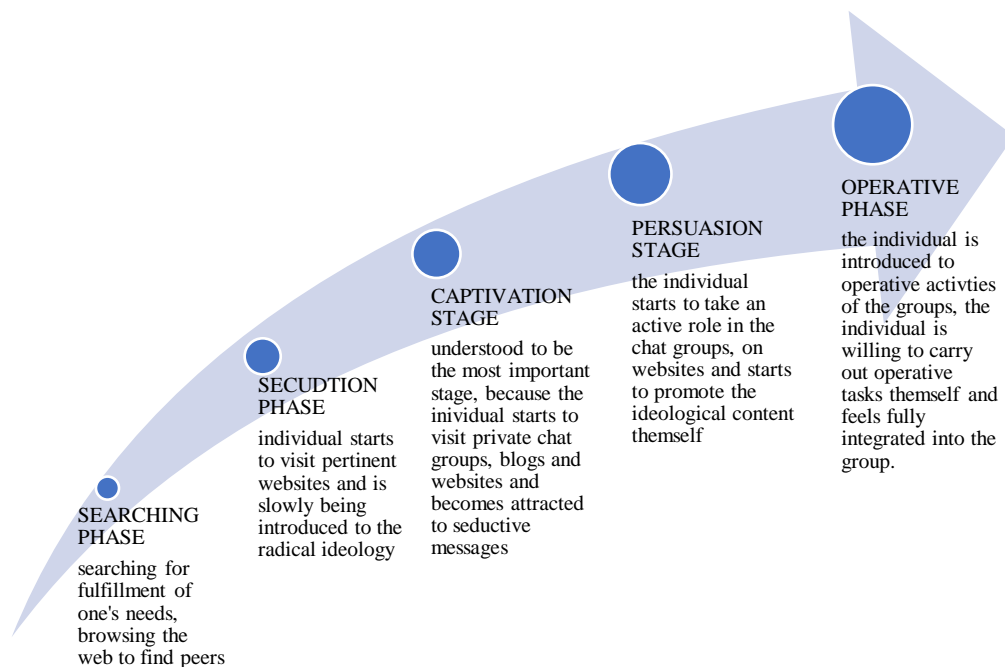 SEARCHING
PHASE
searching for
fulfillment of
one's needs,
browsing the
web to find peers
SECUDTION
PHASE
individual starts
to visit pertinent
websites and is
slowly being
introduced to the
radical ideology
CAPTIVATION
STAGE
understood to be
the most important
stage, because the
inividual starts to
visit private chat
groups, blogs and
websites and
becomes attracted
to seductive
messages
PERSUASION
STAGE
the individual
starts to take an
active role in the
chat groups, on
websites and starts
to promote the
ideological content
themself
OPERATIVE
PHASE
the individual is
introduced to
operative activties
of the groups, the
individual is
willing to carry
out operative
tasks themself and
feels fully
integrated into the
group.